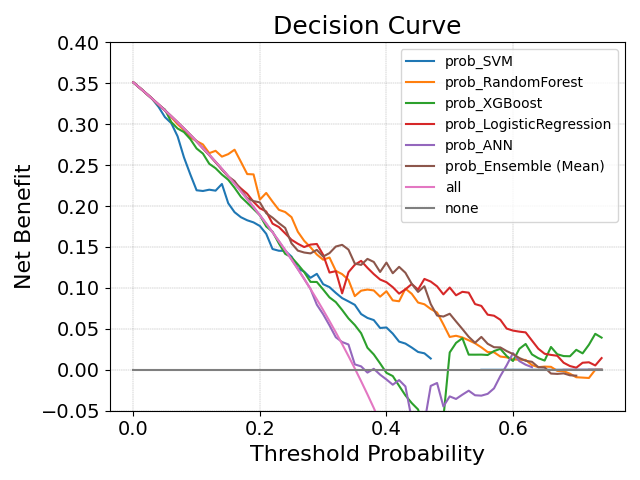 Decision Curve
0.40
0.35
0.30
0.25
0.20
0.15
0.10
0.05
0.00
−0.05
Net Benefit
prob_SVM
prob_RandomForest
prob_XGBoost
prob_LogisticRegression
prob_ANN
prob_Ensemble (Mean)
all
none
0.0 0.2 0.4 0.6
Threshold Probability